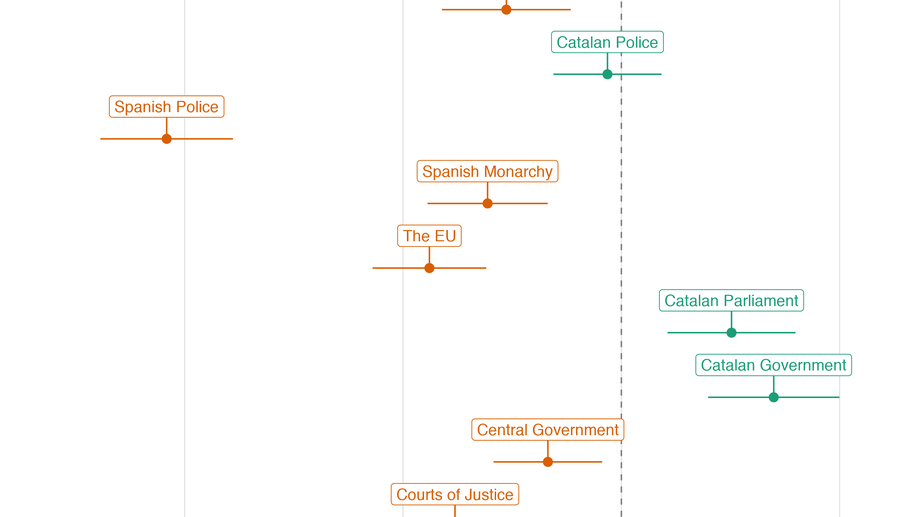 Catalan Police
Spanish Police
Spanish Monarchy
The EU
Catalan Parliament
Catalan Government
Central Government
Courts of Justice